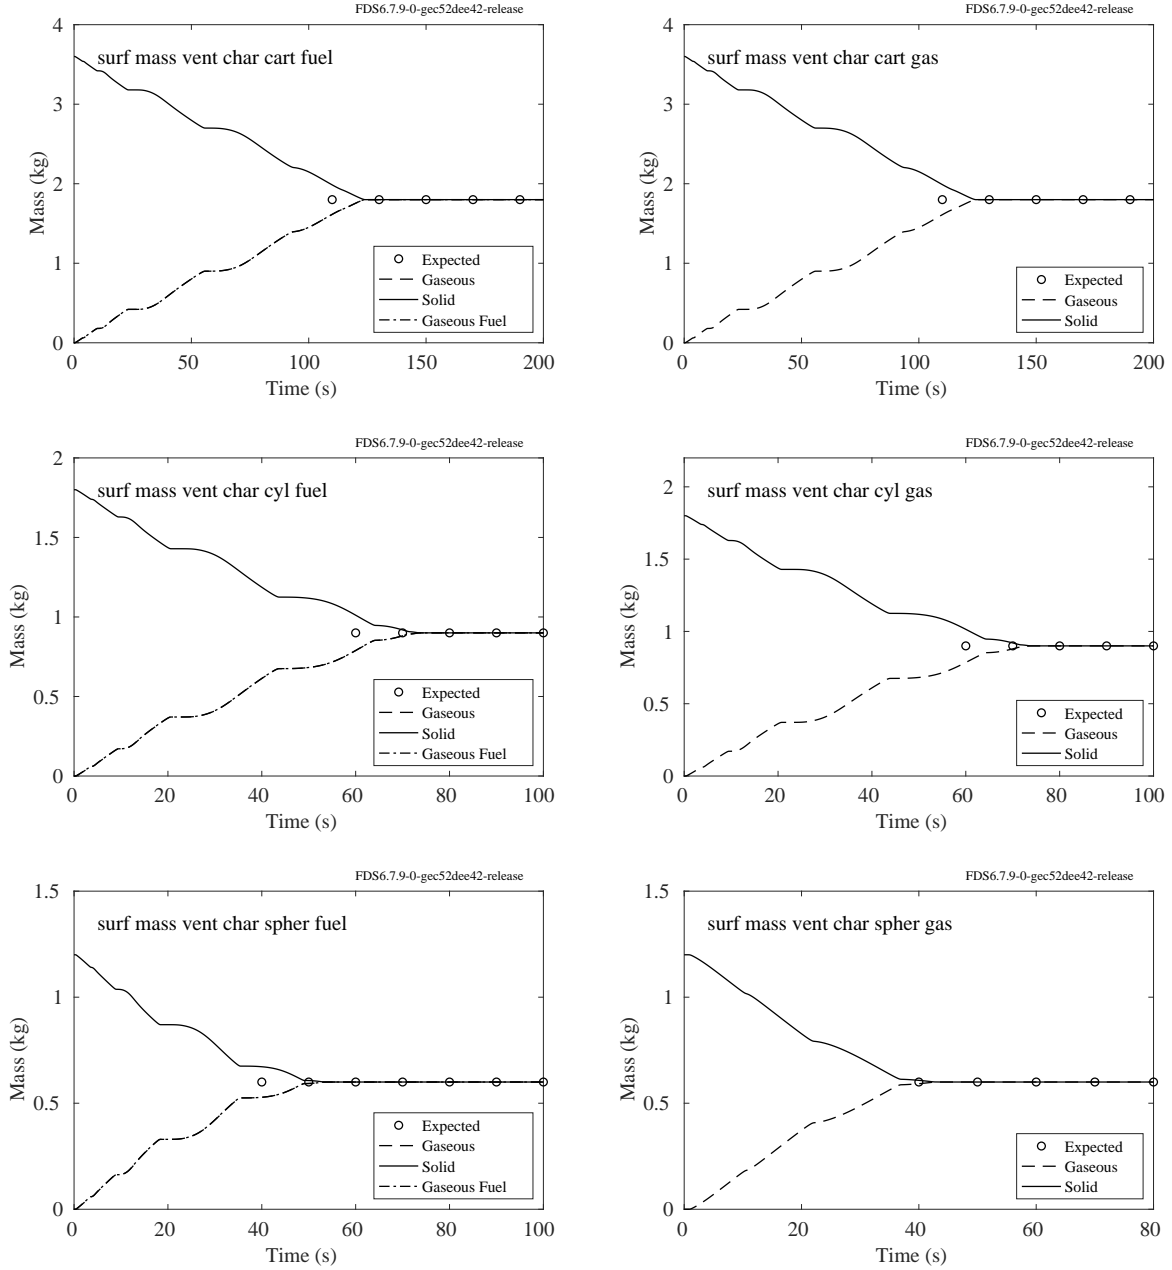 FDS6.7.9-0-gec52dee42-release
surf mass vent char cart fuel
Mass (kg)
4
3
2
1
0
Expected
Gaseous
Solid
Gaseous Fuel
0 50 100 150 200
Time (s)
FDS6.7.9-0-gec52dee42-release
surf mass vent char cart gas
Mass (kg)
4
3
2
1
0
Expected
Gaseous
Solid
0 50 100 150 200
Time (s)
FDS6.7.9-0-gec52dee42-release
surf mass vent char cyl fuel
Mass (kg)
2
1.5
1
0.5
0
Expected
Gaseous
Solid
Gaseous Fuel
0 20 40 60 80 100
Time (s)
FDS6.7.9-0-gec52dee42-release
surf mass vent char cyl gas
Mass (kg)
2
1.5
1
0.5
0
Expected
Gaseous
Solid
0 20 40 60 80 100
Time (s)
FDS6.7.9-0-gec52dee42-release
surf mass vent char spher fuel
Mass (kg)
1.5
1
0.5
0
Expected
Gaseous
Solid
Gaseous Fuel
0 20 40 60 80 100
Time (s)
FDS6.7.9-0-gec52dee42-release
surf mass vent char spher gas
Mass (kg)
1.5
1
0.5
0
Expected
Gaseous
Solid
0 20 40 60 80
Time (s)